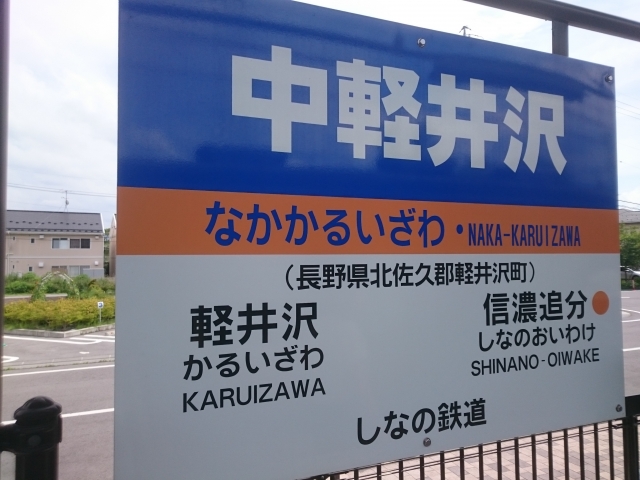 中軽井沢
なかかるいざわ・NAKA-KARUIZAWA
(長野県北佐久郡軽井沢町)
軽井沢
かるいざわ
KARUIZAWA
信濃追分
しなのおいわけ
SHINANO-OIWAKE
しなの鉄道